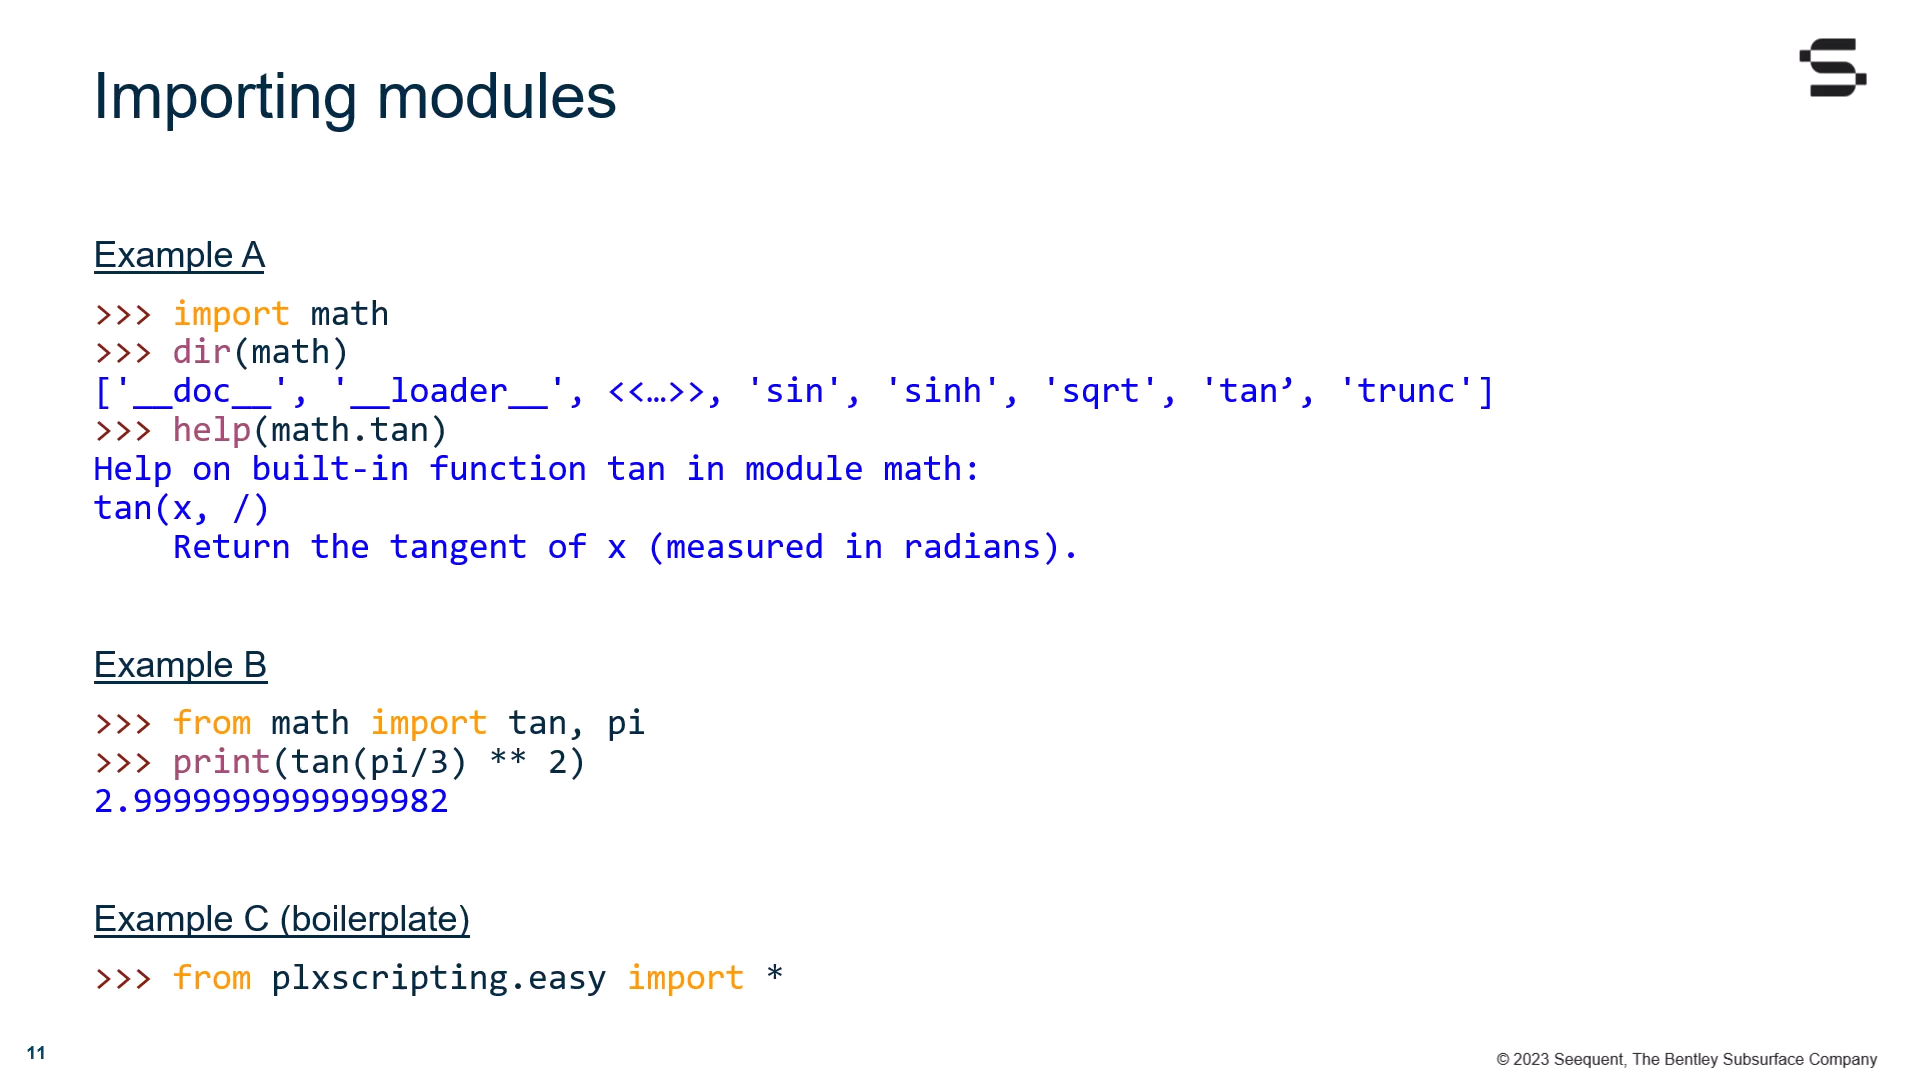 Importing modules
Example A
>>> import math
>>> dir(math)
['__doc__', '__loader__', <<…>>, 'sin', 'sinh', 'sqrt', 'tan’, 'trunc']
>>> help(math.tan)
Help on built-in function tan in module math:
tan(x, /)
    Return the tangent of x (measured in radians).
Example B
>>> from math import tan, pi
>>> print(tan(pi/3) ** 2)
2.9999999999999982
Example C (boilerplate)
>>> from plxscripting.easy import *
11
© 2023 Seequent, The Bentley Subsurface Company